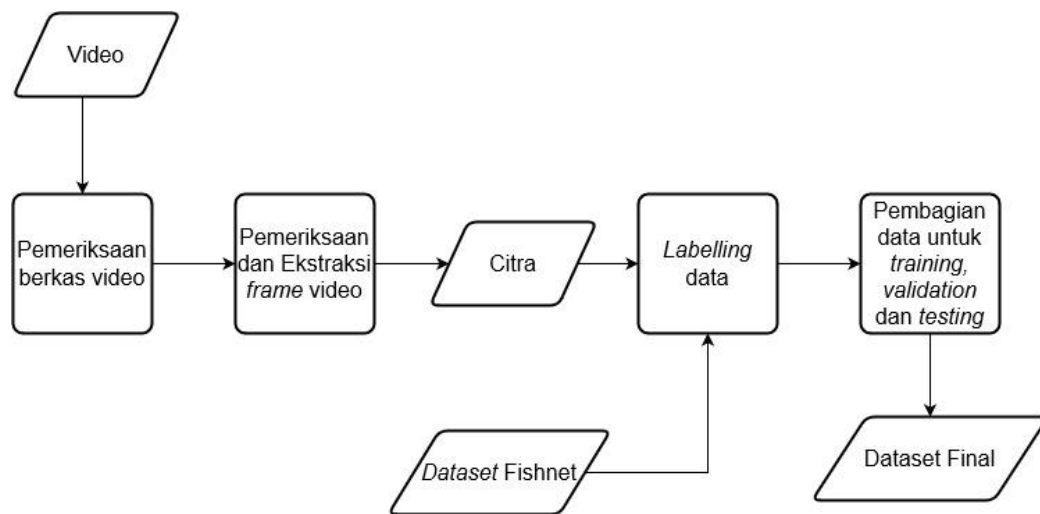 Video
Pemeriksaan
berkas video
Pemeriksaan
dan Ekstraksi
frame video
Citra
Labelling
data
Pembagian
data untuk
training,
validation
dan testing
Dataset Fishnet
Dataset Final